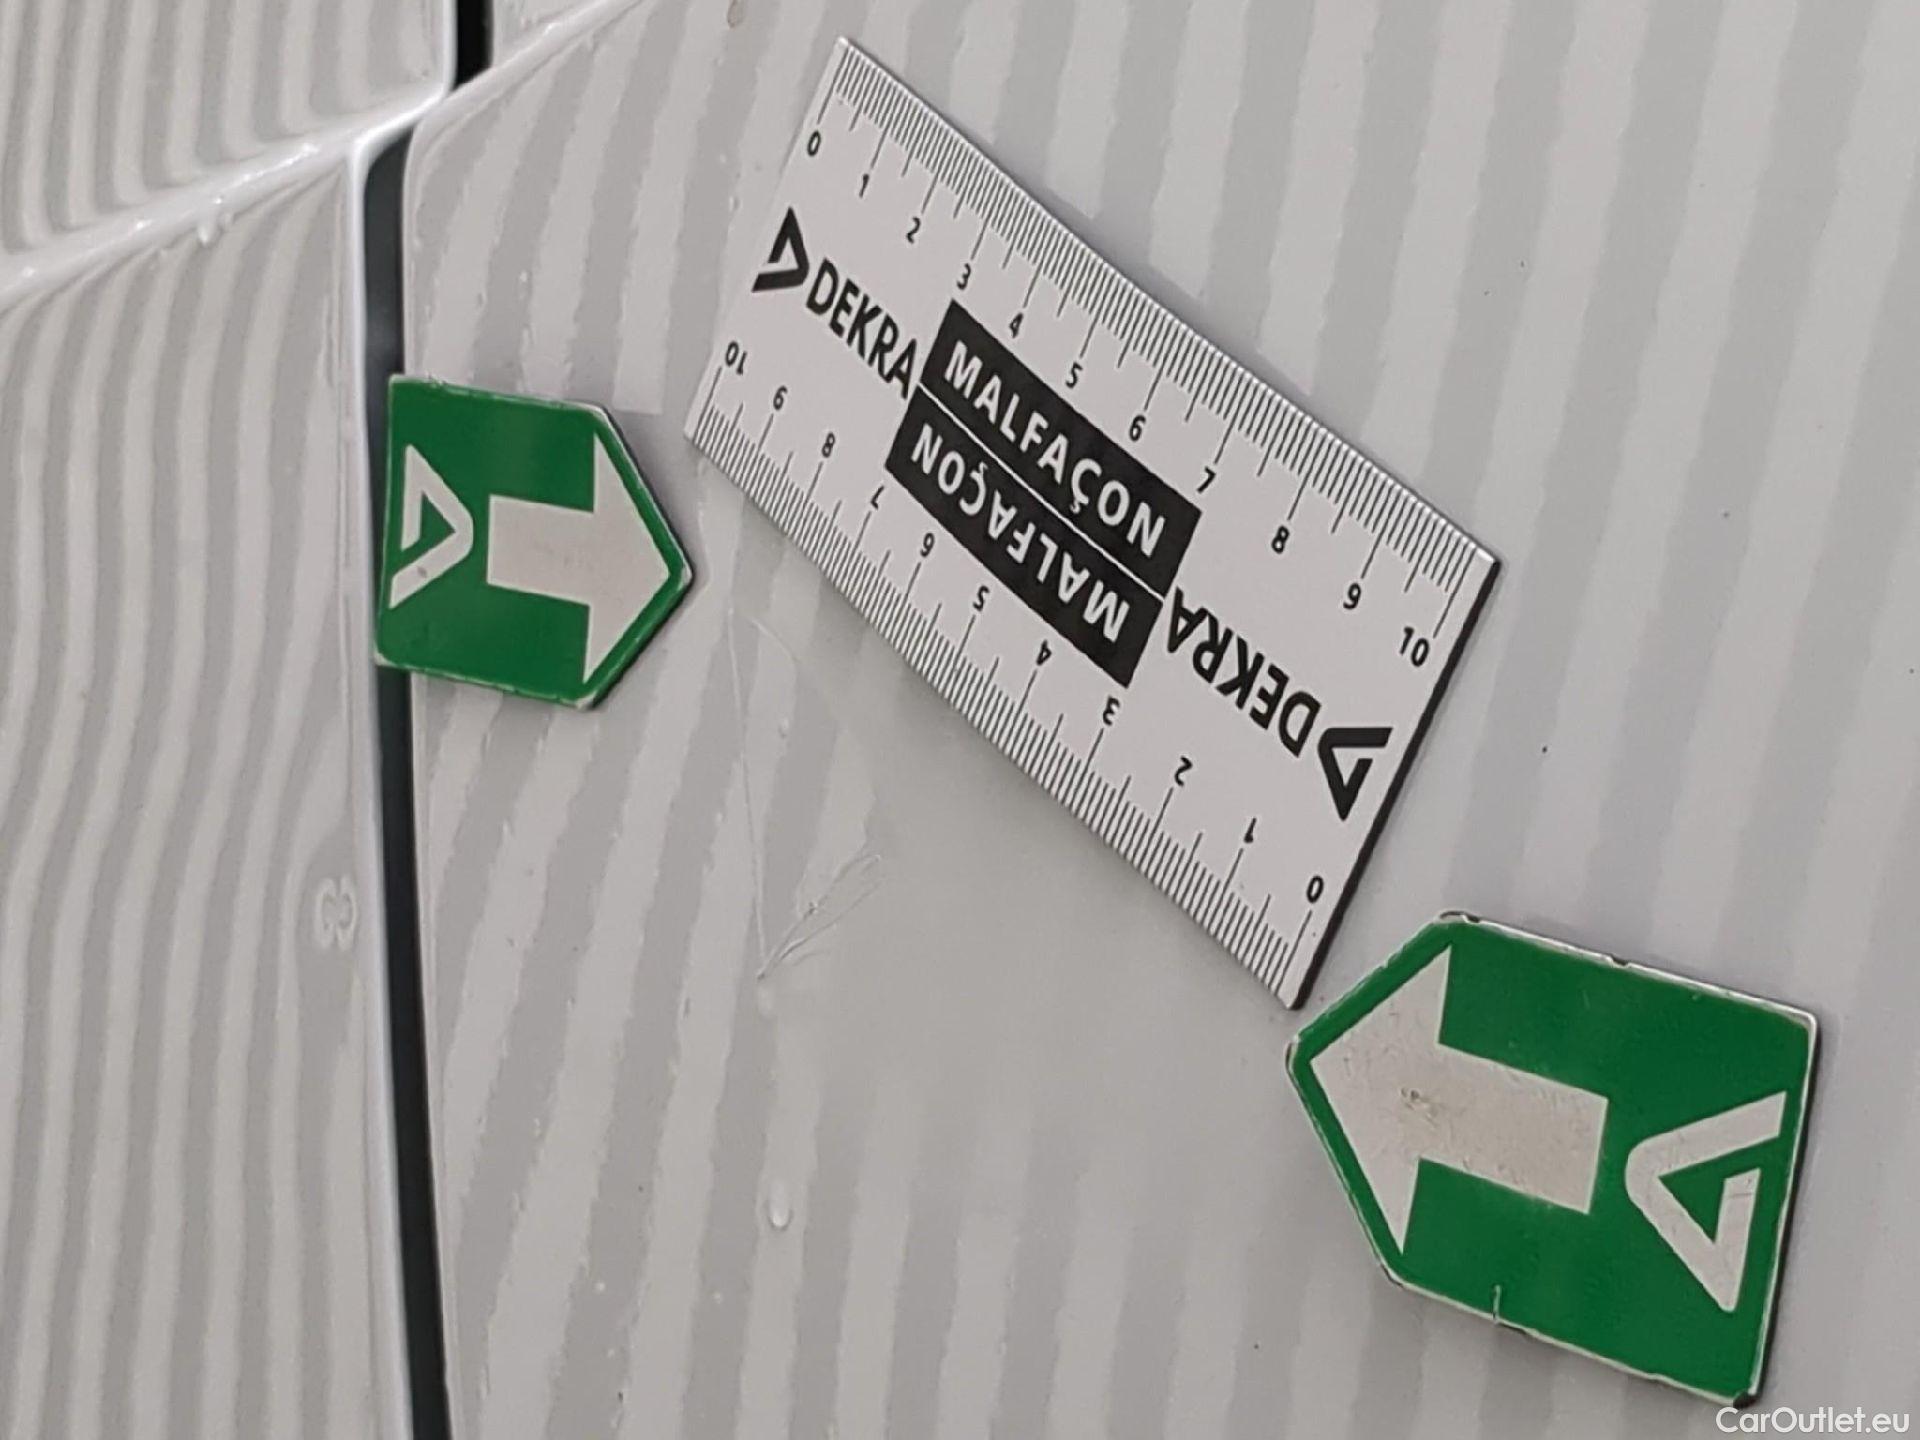 0 1 2 3 4 5 6 7 8 9 10
DEKRA
MALFAÇON
MALFAÇON
DEKRA
10 9 8 7 6 5 4 3 2 1 0
CarOutlet.eu